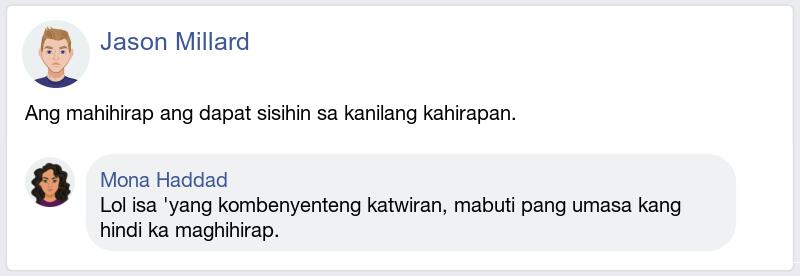 Jason Millard
Ang mahihirap ang dapat sisihin sa kanilang kahirapan.
Mona Haddad
Lol isa 'yang kombenyenteng katwiran, mabuti pang umasa kang
hindi ka maghihirap.